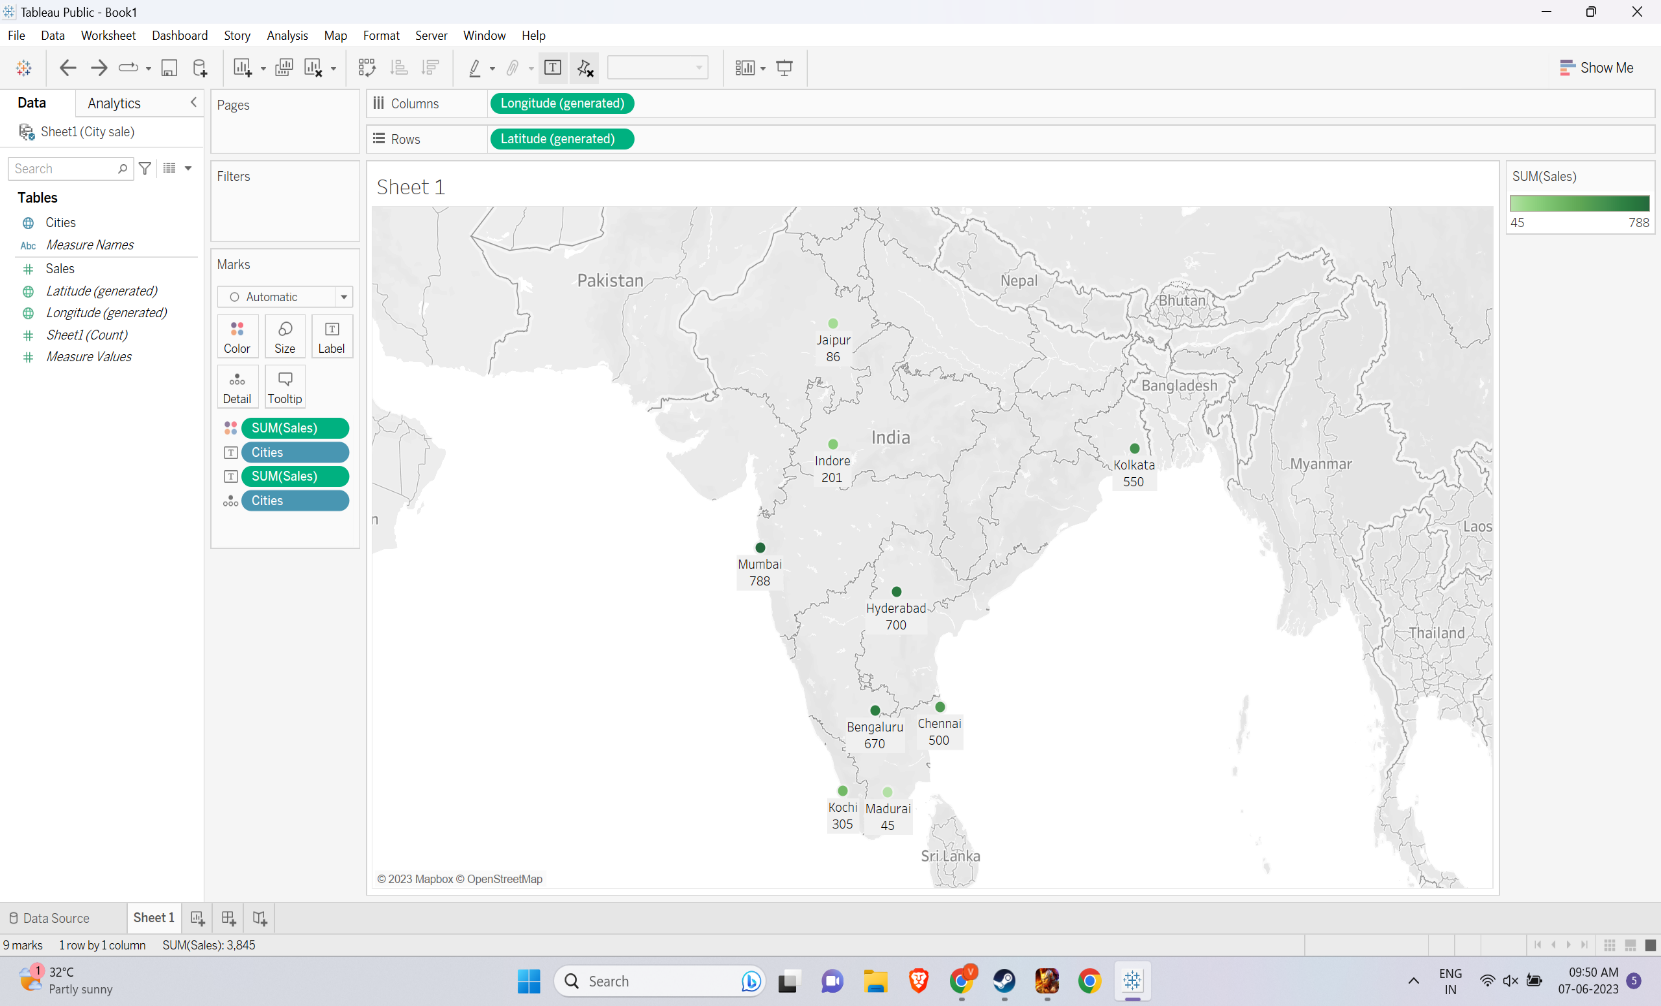 Tableau Public - Book1
File Data Worksheet Dashboard Story Analysis Map Format Server Window Help
Show Me
Data Analytics
Sheet1 (City sale)
Search
Tables
Cities
Abc Measure Names
Sales
Latitude (generated)
Longitude (generated)
Sheet1 (Count)
Measure Values
Pages
Filters
Marks
Automatic
Color Size Label
Detail Tooltip
SUM(Sales)
T Cities
T SUM(Sales)
Cities
Columns Longitude (generated)
Rows Latitude (generated)
Sheet 1
Pakistan
Nepal
Bhutan
Jaipur
86
Bangladesh
India
Indore
201
Kolkata
550
Myanmar
n
Laos
Mumbai
788
Hyderabad
700
Thailand
Bengaluru
670
Chennai
500
Kochi
305
Madurai
45
Sri Lanka
© 2023 Mapbox © OpenStreetMap
SUM(Sales)
45 788
Data Source Sheet 1
9 marks 1 row by 1 column SUM(Sales): 3,845
1
32°C
Partly sunny
Search
V
ENG
IN
09:50 AM
07-06-2023
5